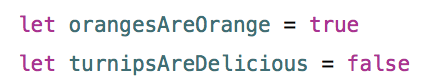 let orangesAreOrange = true
let turnipsAreDelicious = false